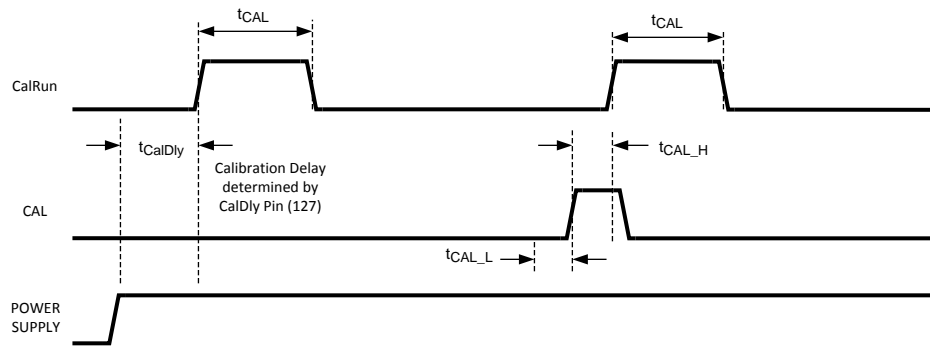 tCAL
tCAL
CalRun
tCalDly
Calibration Delay
determined by
CalDly Pin (127)
tCAL_H
CAL
tCAL_L
POWER
SUPPLY